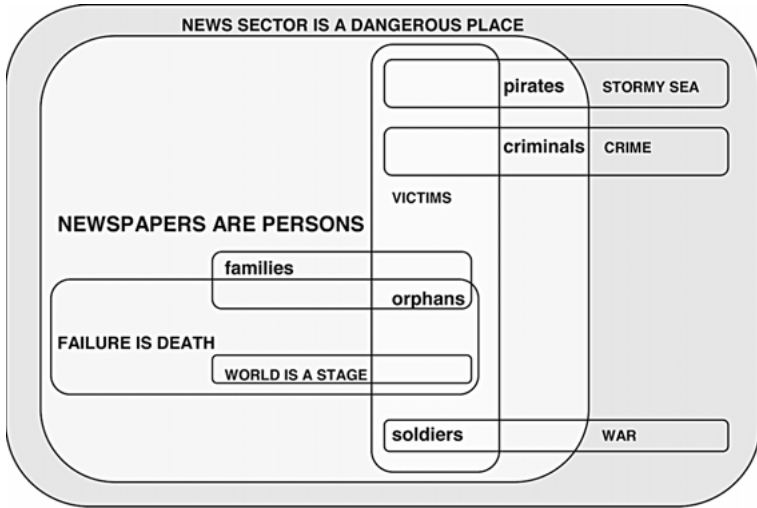 NEWS SECTOR IS A DANGEROUS PLACE
pirates STORMY SEA
criminals CRIME
VICTIMS
NEWSPAPERS ARE PERSONS
families
orphans
FAILURE IS DEATH
WORLD IS A STAGE
soldiers WAR